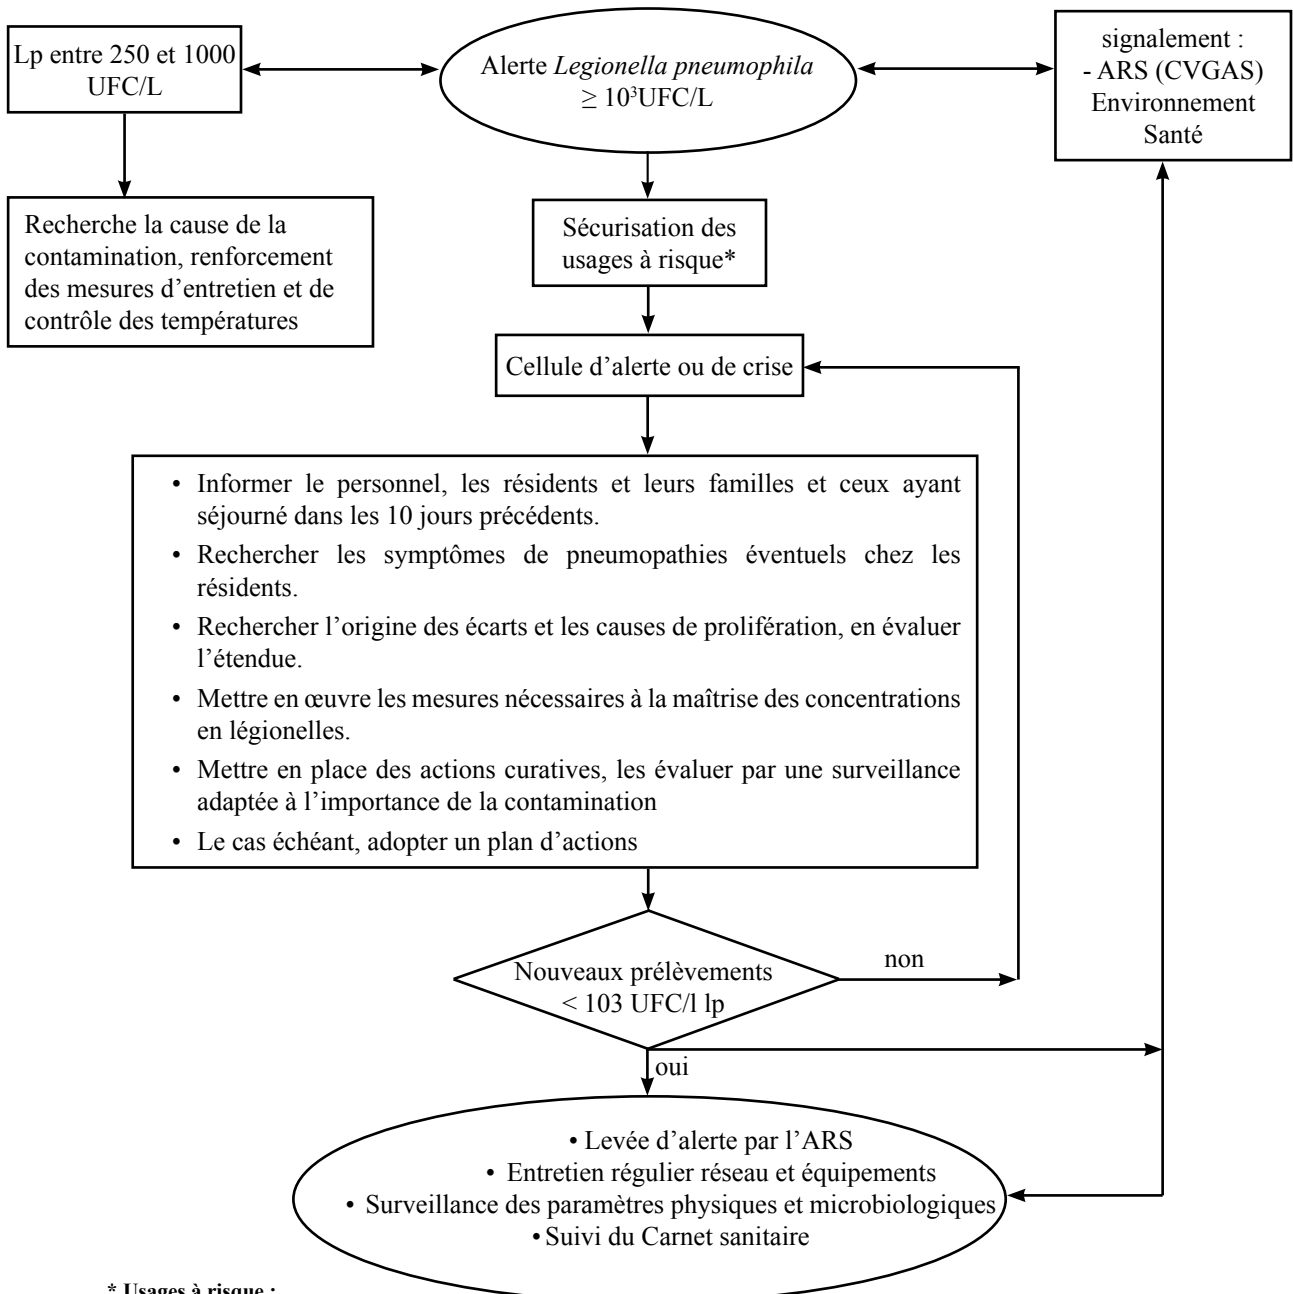 Lp entre 250 et 1000
UFC/L
Alerte Legionella pneumophila
≥ 10³UFC/L
signalement :
- ARS (CVGAS)
Environnement
Santé
Recherche la cause de la
contamination, renforcement
des mesures d’entretien et de
contrôle des températures
Sécurisation des
usages à risque*
Cellule d’alerte ou de crise
• Informer le personnel, les résidents et leurs familles et ceux ayant
séjourné dans les 10 jours précédents.
• Rechercher les symptômes de pneumopathies éventuels chez les
résidents.
• Rechercher l’origine des écarts et les causes de prolifération, en évaluer
l’étendue.
• Mettre en œuvre les mesures nécessaires à la maîtrise des concentrations
en légionelles.
• Mettre en place des actions curatives, les évaluer par une surveillance
adaptée à l’importance de la contamination
• Le cas échéant, adopter un plan d’actions
Nouveaux prélèvements
< 103 UFC/l lp
non
oui
• Levée d’alerte par l’ARS
• Entretien régulier réseau et équipements
• Surveillance des paramètres physiques et microbiologiques
• Suivi du Carnet sanitaire
* Usages à risque :